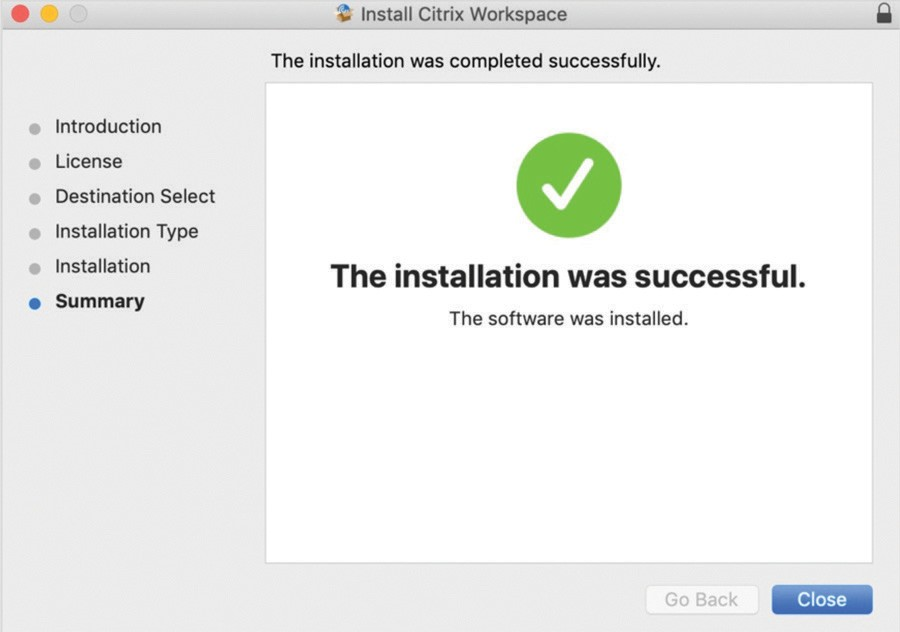 Install Citrix Workspace
The installation was completed successfully.
Introduction
License
Destination Select
Installation Type
Installation
Summary
The installation was successful.
The software was installed.
Go Back
Close